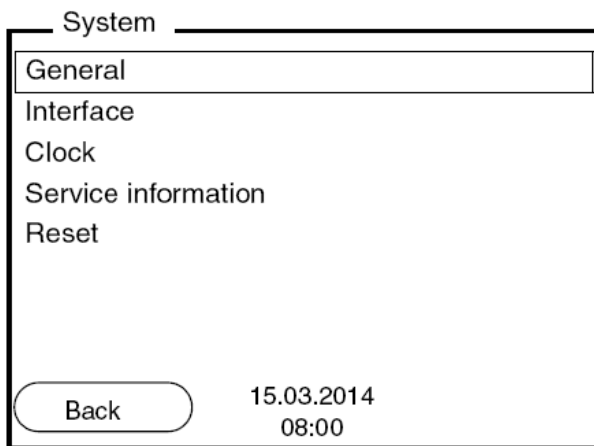 System
General
Interface
Clock
Service information
Reset
Back
15.03.2014
08:00